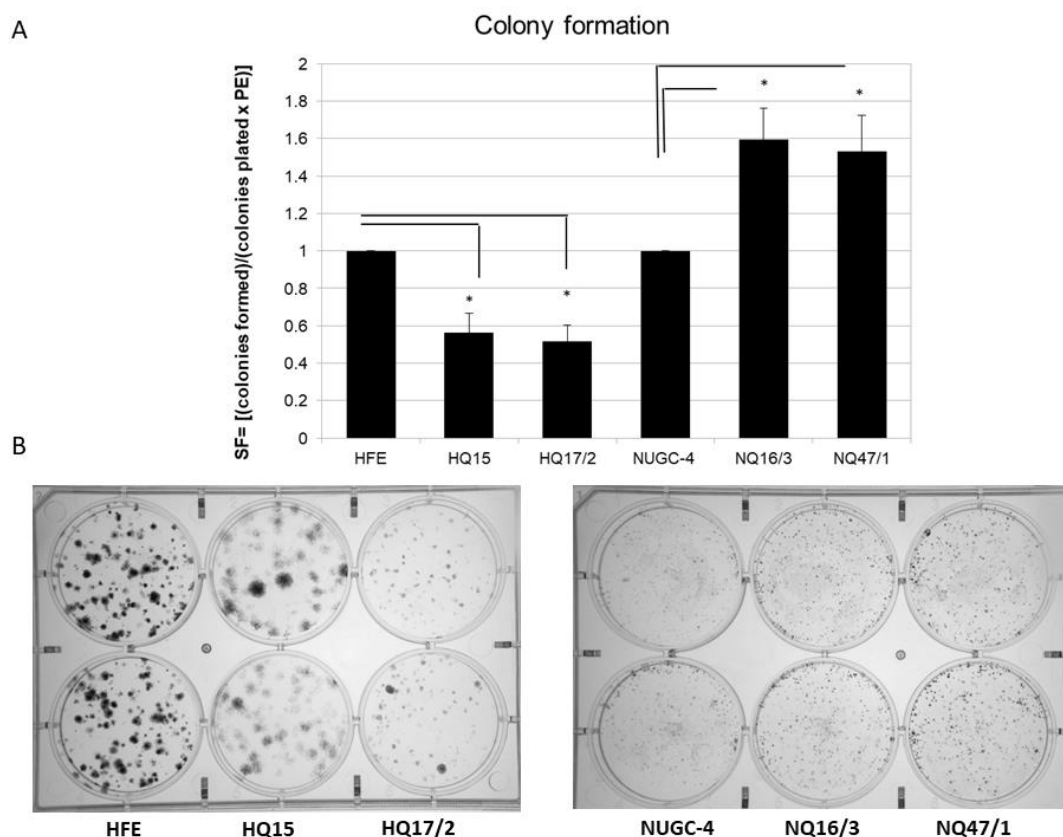 A
Colony formation
SF= [(colonies formed)/(colonies plated x PE)]
2
1.8
1.6
1.4
1.2
1
0.8
0.6
0.4
0.2
0
*
*
*
*
HFE HQ15 HQ17/2 NUGC-4 NQ16/3 NQ47/1
B
HFE HQ15 HQ17/2
NUGC-4 NQ16/3 NQ47/1